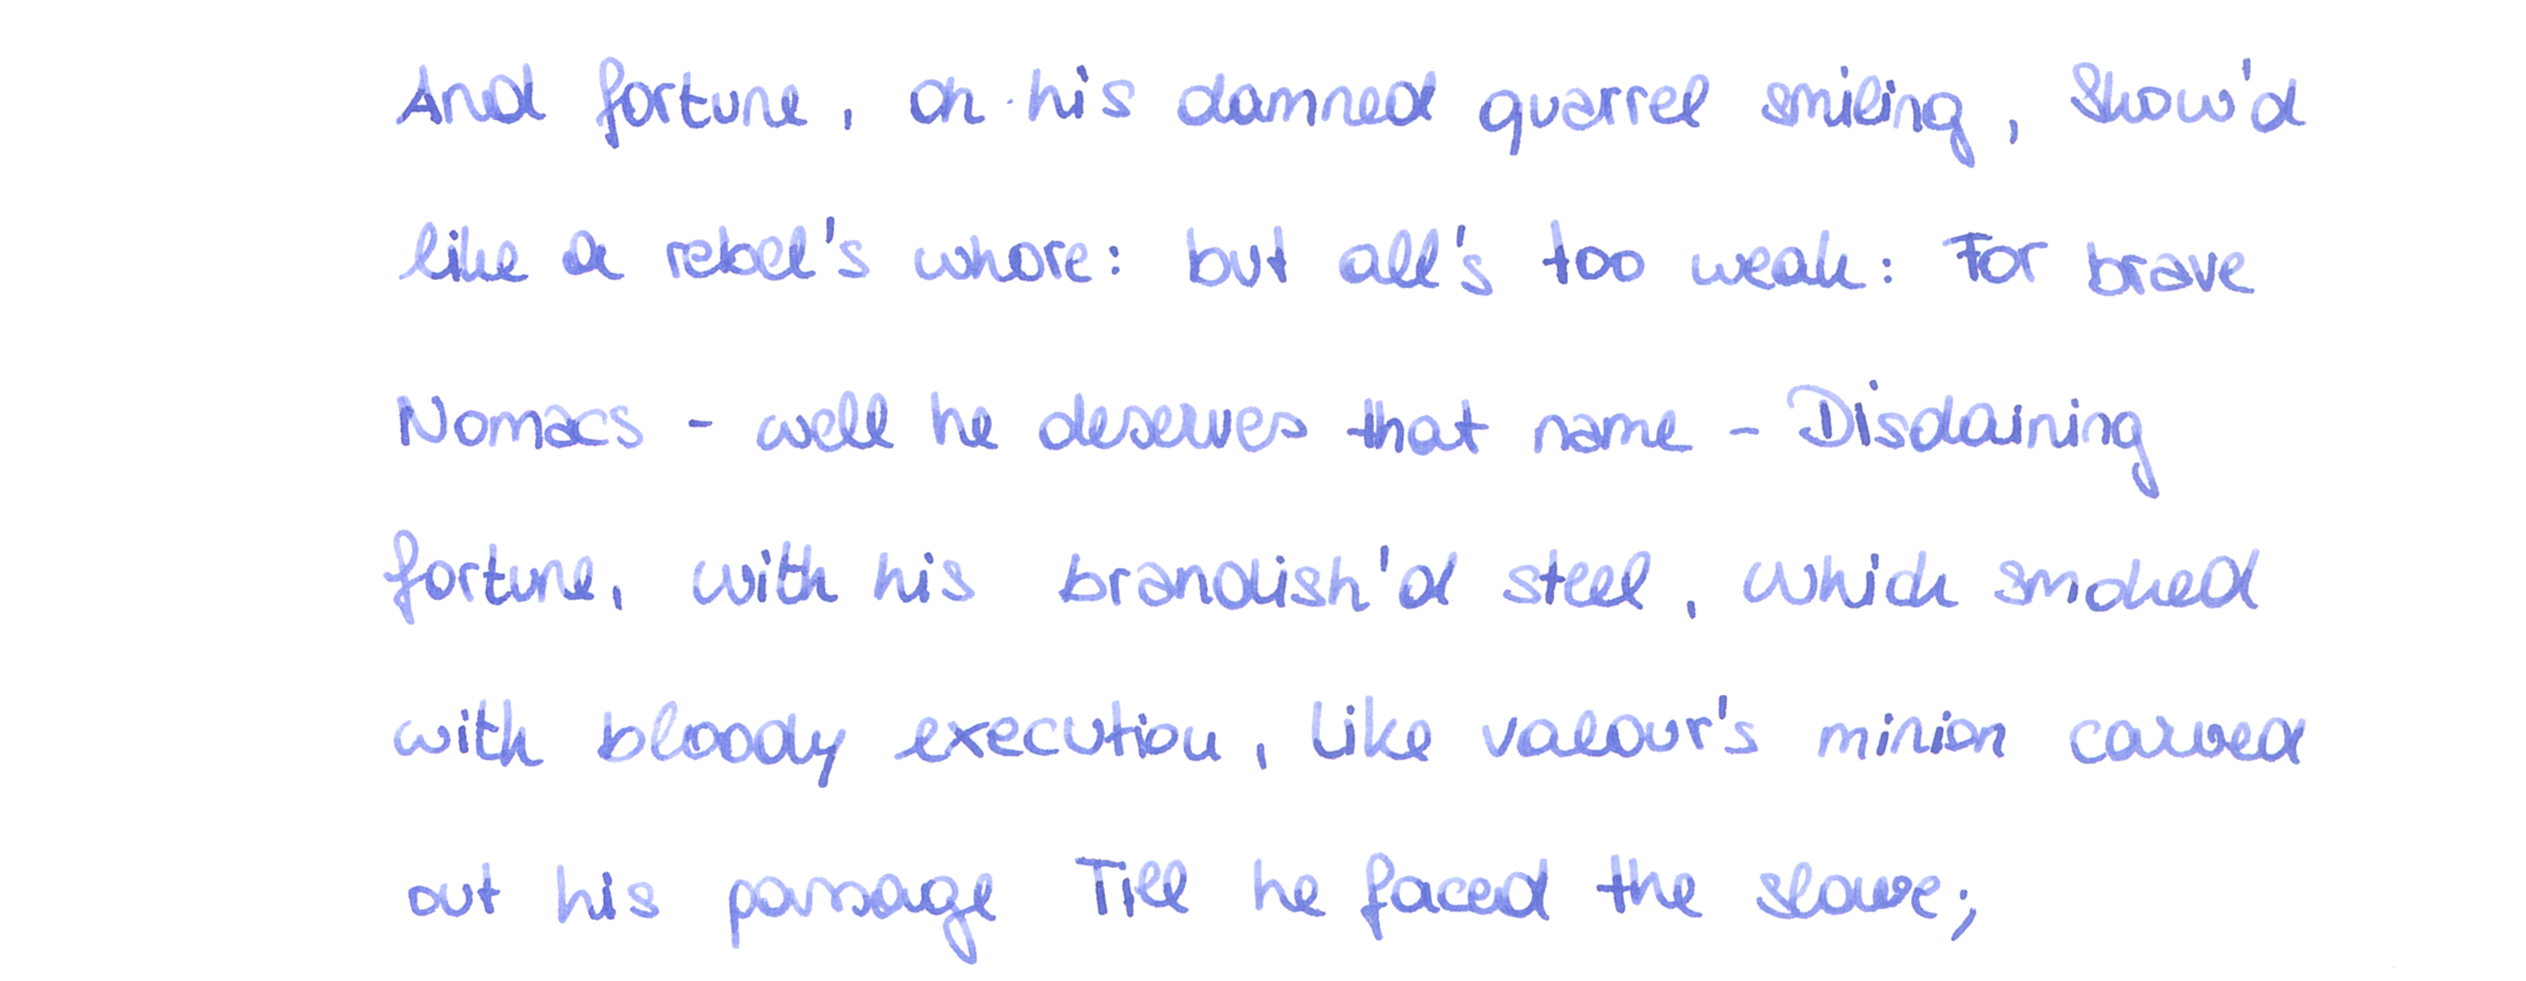 And fortune, on his damned quarrel smiling, Show'd
like a rebel's whore: but all's too weak: For brave
Nomacs - well he deserves that name - Disdaining
fortune, with his brandish'd steel, Which smoked
with bloody execution, Like valour's minion carved
out his passage Till he faced the slave;